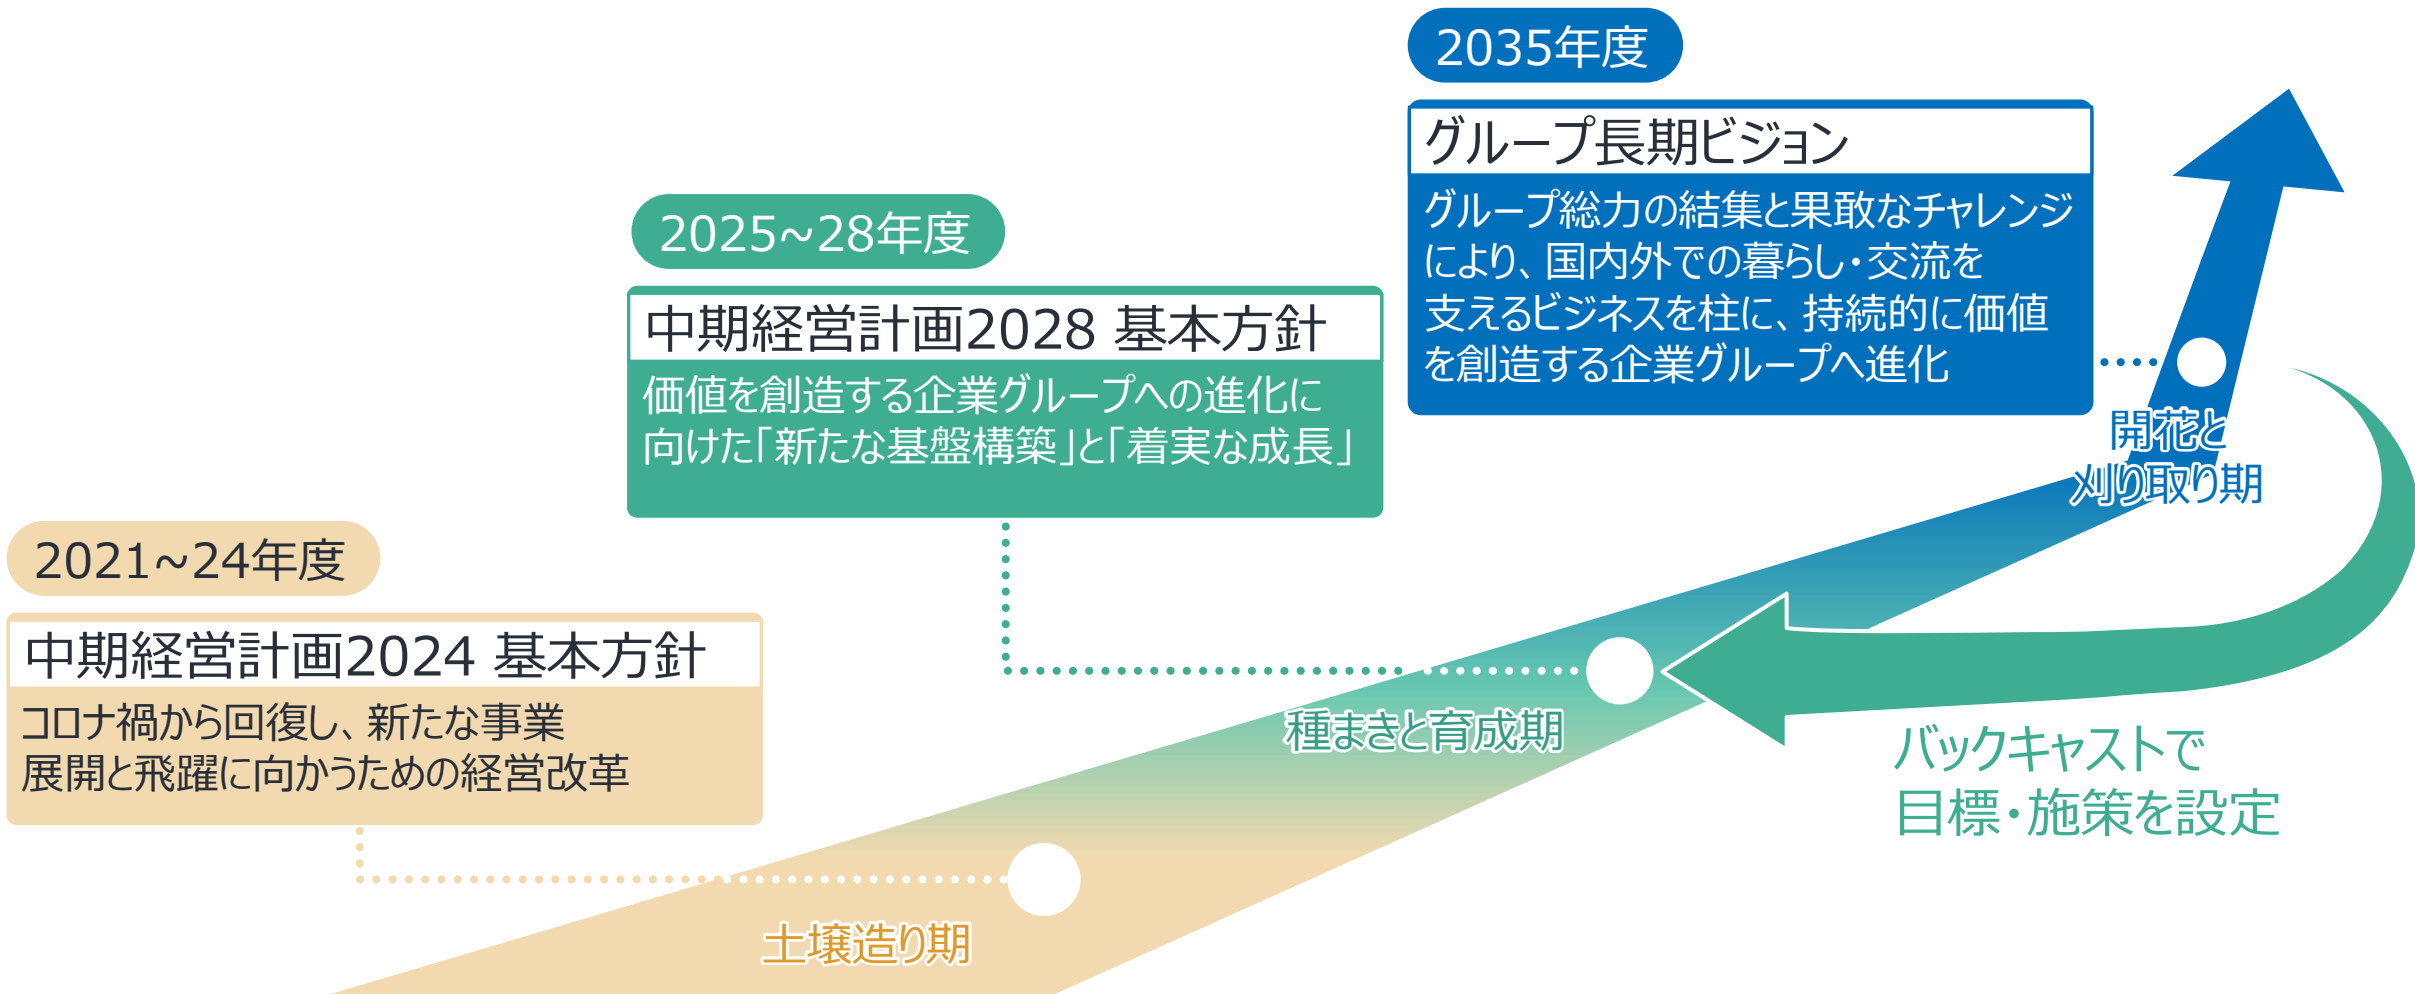 2035年度
グループ長期ビジョン
グループ総力の結集と果敢なチャレンジ
により、国内外での暮らし・交流を
支えるビジネスを柱に、持続的に価値
を創造する企業グループへ進化
開花と
刈り取り期
2025~28年度
中期経営計画2028 基本方針
価値を創造する企業グループへの進化に
向けた「新たな基盤構築」と「着実な成長」
種まきと育成期
2021~24年度
中期経営計画2024 基本方針
コロナ禍から回復し、新たな事業
展開と飛躍に向かうための経営改革
土壌造り期
バックキャストで
目標・施策を設定